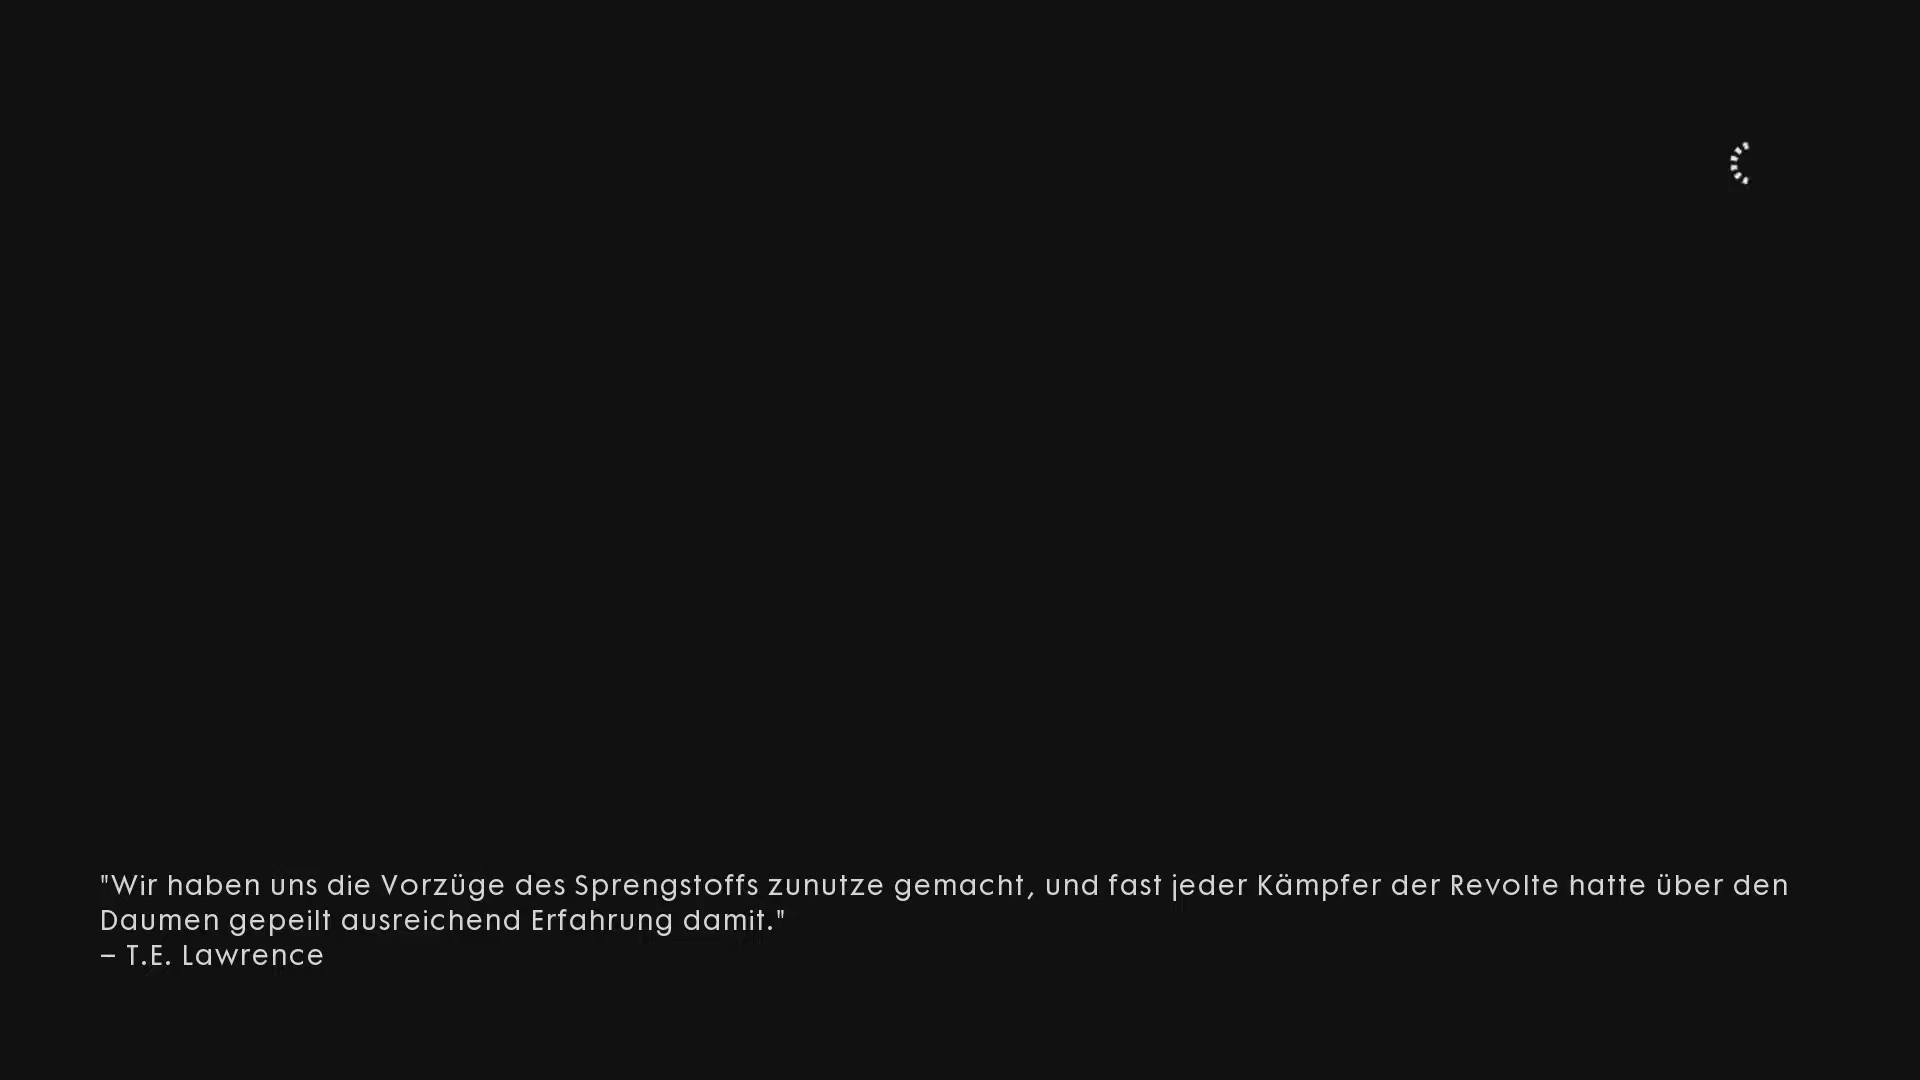 "Wir haben uns die Vorzüge des Sprengstoffs zunutze gemacht, und fast jeder Kämpfer der Revolte hatte über den
Daumen gepeilt ausreichend Erfahrung damit."
– T.E. Lawrence